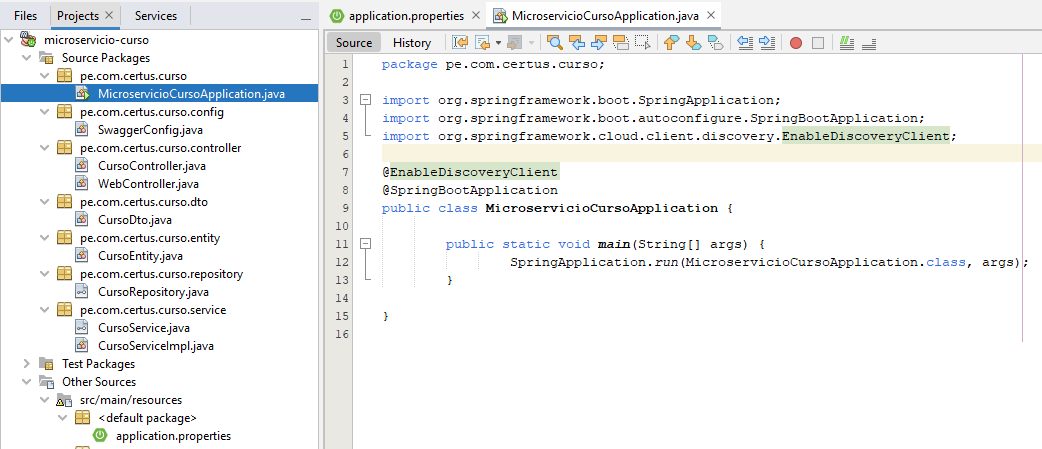 Files Projects Services
microservicio-curso
Source Packages
pe.com.certus.curso
MicroservicioCursoApplication.java
pe.com.certus.curso.config
SwaggerConfig.java
pe.com.certus.curso.controller
CursoController.java
WebController.java
pe.com.certus.curso.dto
CursoDto.java
pe.com.certus.curso.entity
CursoEntity.java
pe.com.certus.curso.repository
CursoRepository.java
pe.com.certus.curso.service
CursoService.java
CursoServiceImpl.java
Test Packages
Other Sources
src/main/resources
<default package>
application.properties
application.properties MicroservicioCursoApplication.java
Source History
1 package pe.com.certus.curso;
2
3 import org.springframework.boot.SpringApplication;
4 import org.springframework.boot.autoconfigure.SpringBootApplication;
5 import org.springframework.cloud.client.discovery.EnableDiscoveryClient;
6
7 @EnableDiscoveryClient
8 @SpringBootApplication
9 public class MicroservicioCursoApplication {
10
11 public static void main(String[] args) {
12 SpringApplication.run(MicroservicioCursoApplication.class, args);
13 }
14
15 }
16